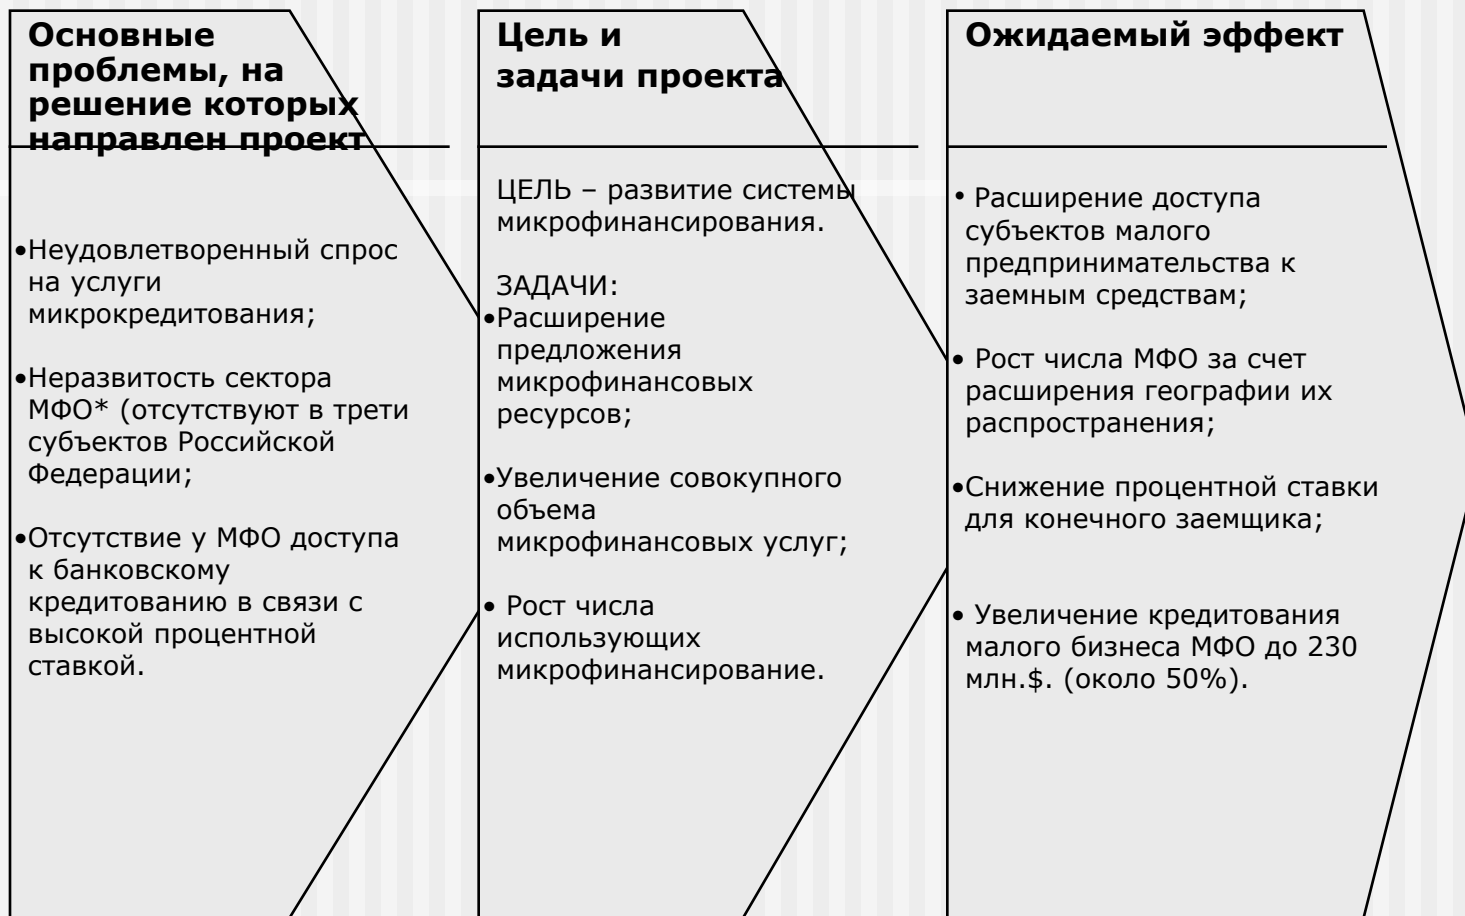 Основные
проблемы, на
решение которых
направлен проект
•Неудовлетворенный спрос
на услуги
микрокредитования;
•Неразвитость сектора
МФО* (отсутствуют в трети
субъектов Российской
Федерации;
•Отсутствие у МФО доступа
к банковскому
кредитованию в связи с
высокой процентной
ставкой.
Цель и
задачи проекта
ЦЕЛЬ – развитие системы
микрофинансирования.
ЗАДАЧИ:
•Расширение
предложения
микрофинансовых
ресурсов;
•Увеличение совокупного
объема
микрофинансовых услуг;
• Рост числа
использующих
микрофинансирование.
Ожидаемый эффект
• Расширение доступа
субъектов малого
предпринимательства к
заемным средствам;
• Рост числа МФО за счет
расширения географии их
распространения;
•Снижение процентной ставки
для конечного заемщика;
• Увеличение кредитования
малого бизнеса МФО до 230
млн.$. (около 50%).